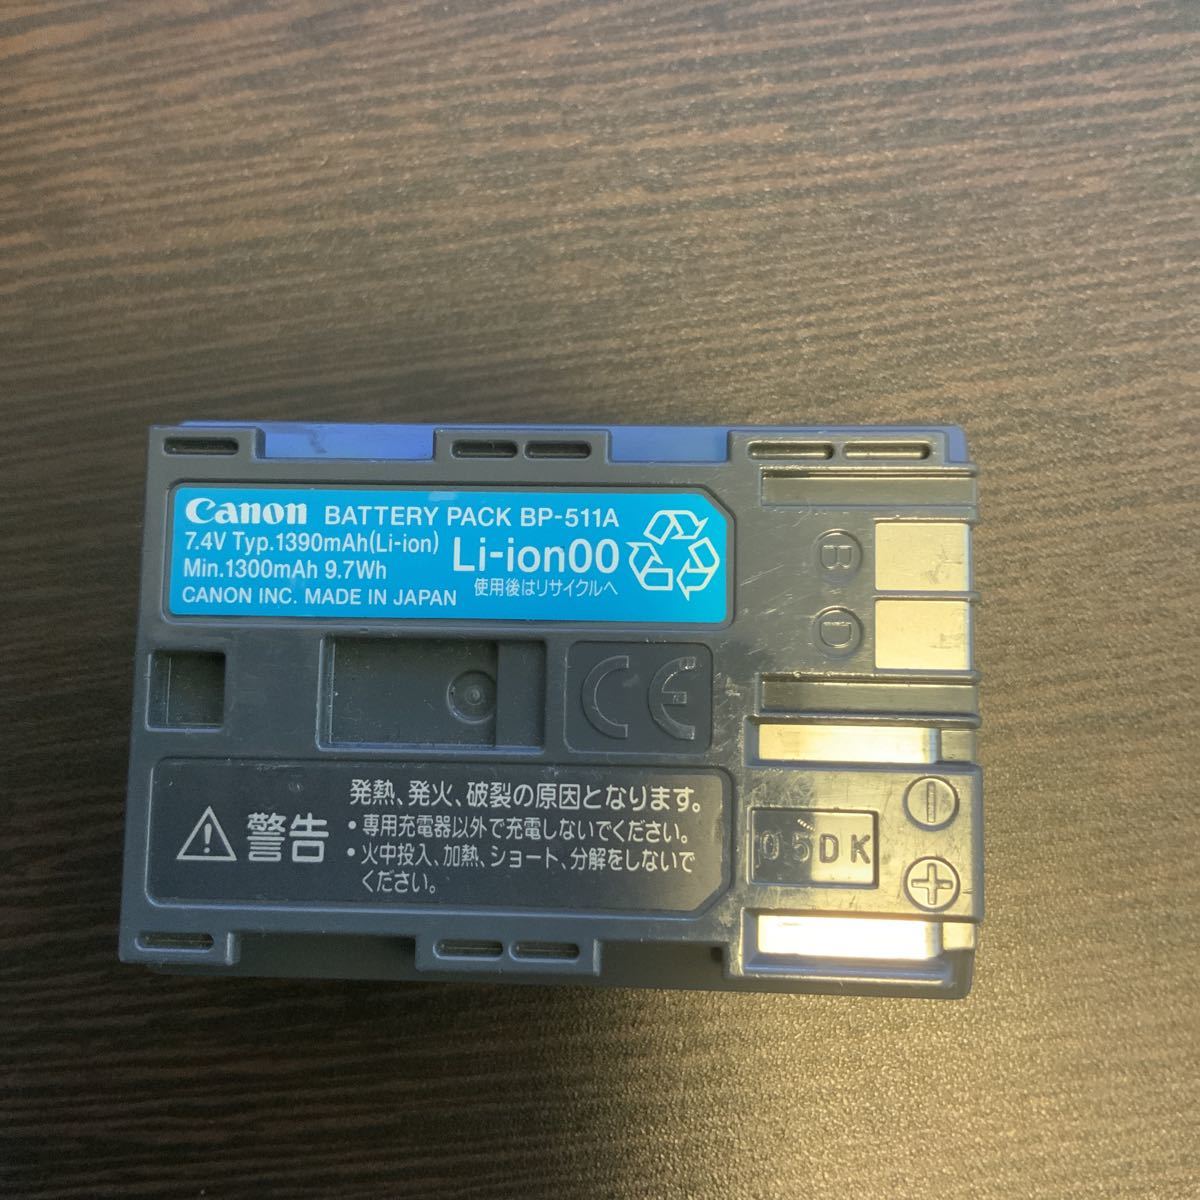 Canon BATTERY PACK BP-511A
7.4V Typ.1390mAh(Li-ion)
Min.1300mAh 9.7Wh
CANON INC. MADE IN JAPAN
Li-ion00
使用後はリサイクルへ
B
D
CE
警告
発熱、発火、破裂の原因となります。
・専用充電器以外で充電しないでください。
・火中投入、加熱、ショート、分解をしないで
ください。
05DK
−
+